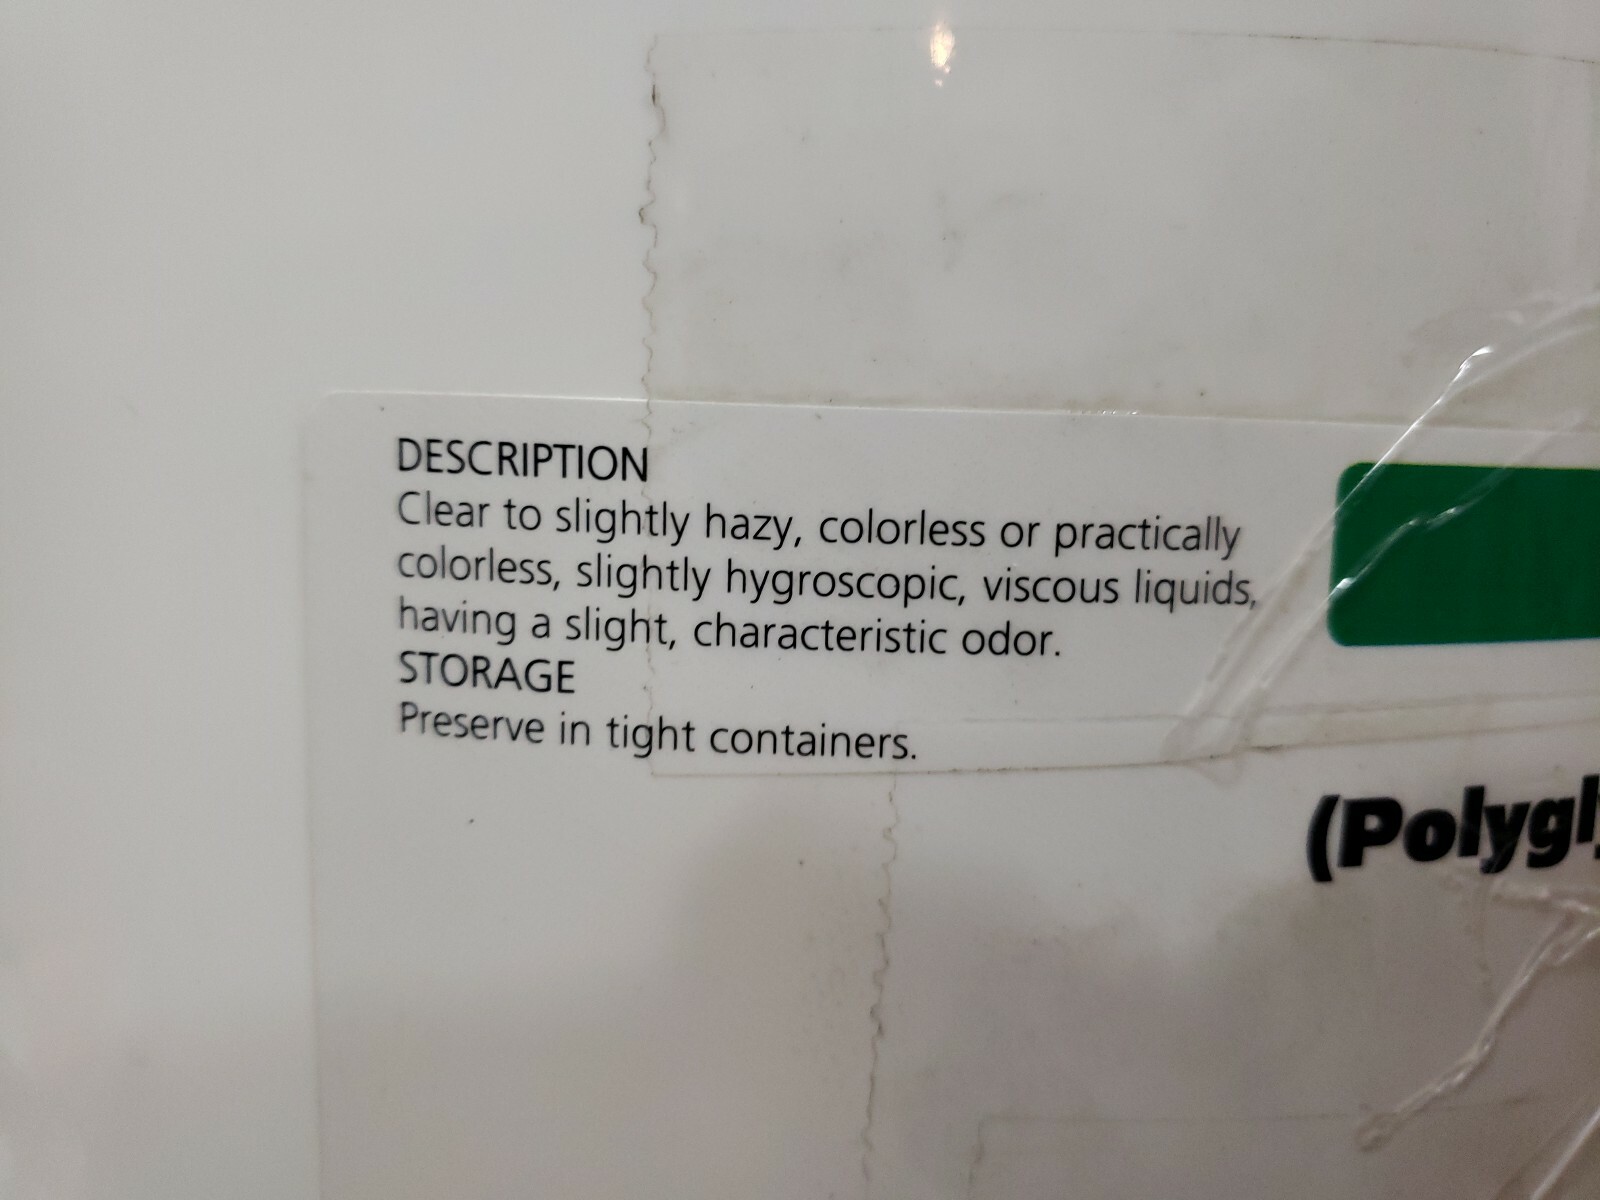 DESCRIPTION
Clear to slightly hazy, colorless or practically
colorless, slightly hygroscopic, viscous liquids,
having a slight, characteristic odor.
STORAGE
Preserve in tight containers.
(Polygl